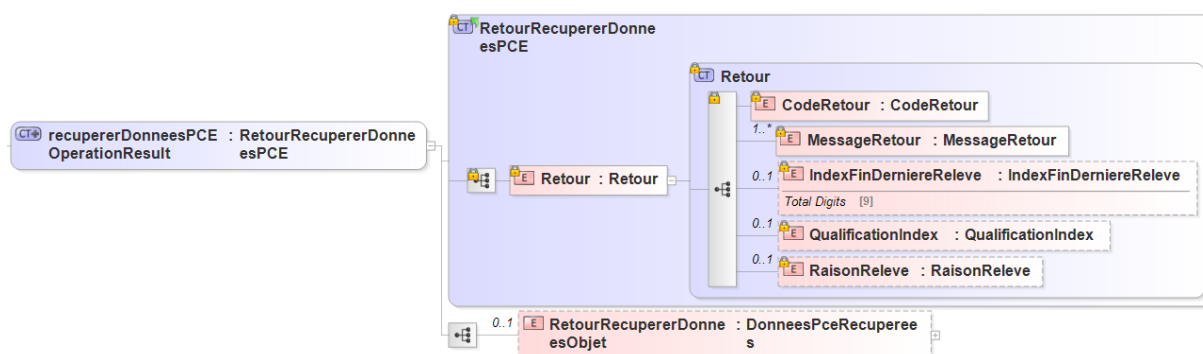 CT RetourRecupererDonne
esPCE
CT Retour
E CodeRetour : CodeRetour
CT recupererDonneesPCE : RetourRecupererDonne
OperationResult esPCE
1..*
E MessageRetour : MessageRetour
E Retour : Retour
0..1
E IndexFinDerniereReleve : IndexFinDerniereReleve
Total Digits [9]
0..1
E QualificationIndex : QualificationIndex
0..1
E RaisonReleve : RaisonReleve
0..1
E RetourRecupererDonne : DonneesPceRecuperee
esObjet s